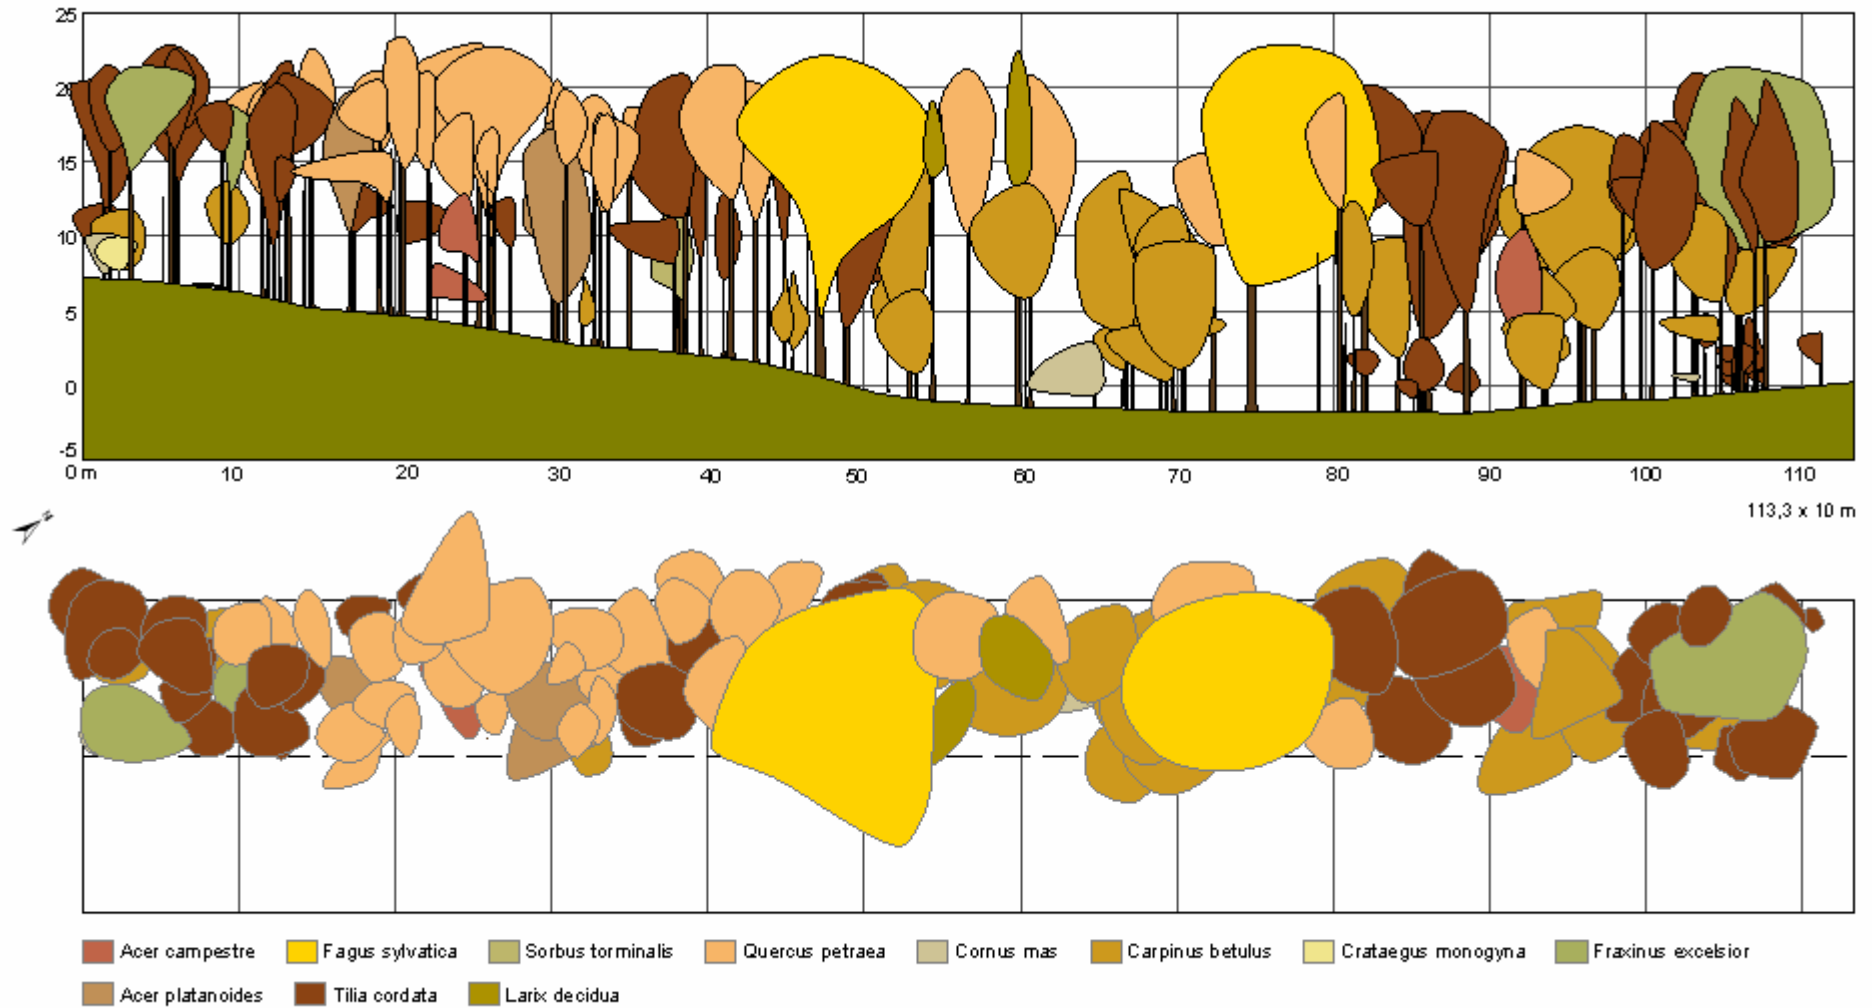 25
20
15
10
5
0
-5
0 m 10 20 30 40 50 60 70 80 90 100 110
113,3 x 10 m
Acer campestre Fagus sylvatica Sorbus torminalis Quercus petraea Cornus mas Carpinus betulus Crataegus monogyna Fraxinus excelsior
Acer platanoides Tilia cordata Larix decidua